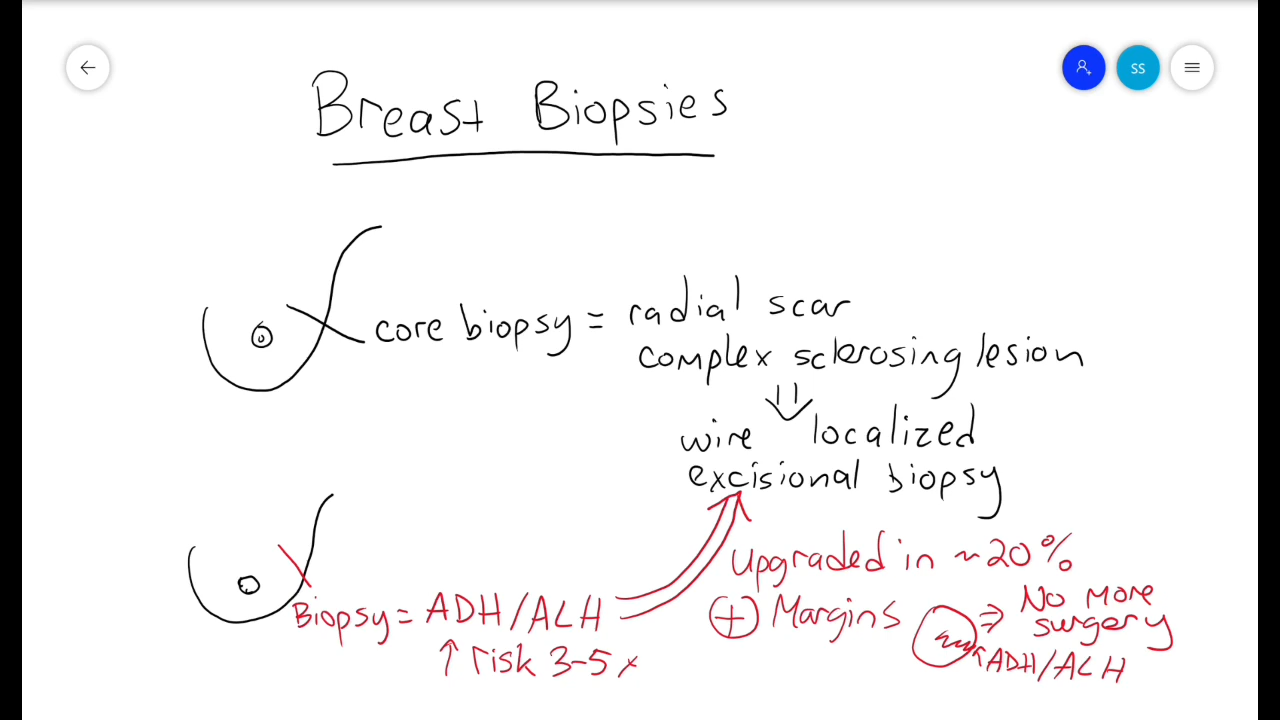 SS
Breast Biopsies
core biopsy = radial scar
complex sclerosing lesion
wire localized
excisional biopsy
Upgraded in ~20%
Biopsy = ADH/ALH
↑ risk 3-5x
⊕ Margins
⇒ No more
surgery
↑ADH/ALH